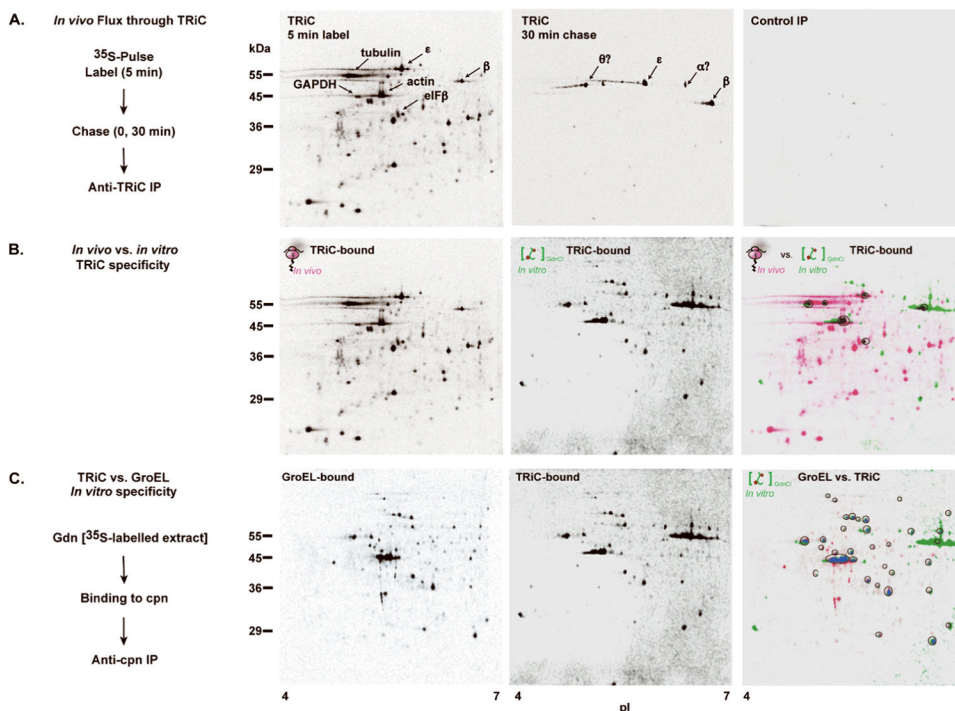 A.
In vivo Flux through TRiC
35S-Pulse
Label (5 min)
Chase (0, 30 min)
Anti-TRiC IP
kDa
55
45
36
29
TRiC
5 min label
tubulin
ε
β
GAPDH
actin
eIFβ
TRiC
30 min chase
θ?
ε
α?
β
Control IP
B.
In vivo vs. in vitro
TRiC specificity
55
45
36
29
TRiC-bound
In vivo
[C]GdnCl
TRiC-bound
In vitro
vs.
[C]GdnCl
TRiC-bound
In vivo
In vitro
C.
TRiC vs. GroEL
In vitro specificity
Gdn [35S-labelled extract]
Binding to cpn
Anti-cpn IP
55
45
36
29
GroEL-bound
TRiC-bound
[C]GdnCl
GroEL vs. TRiC
In vitro
4
7
4
7
4
pI